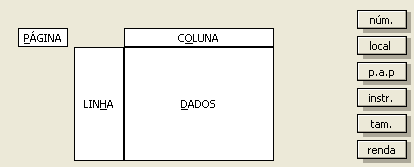 PÁGINA
COLUNA
LINHA
DADOS
núm.
local
p.a.p
instr.
tam.
renda